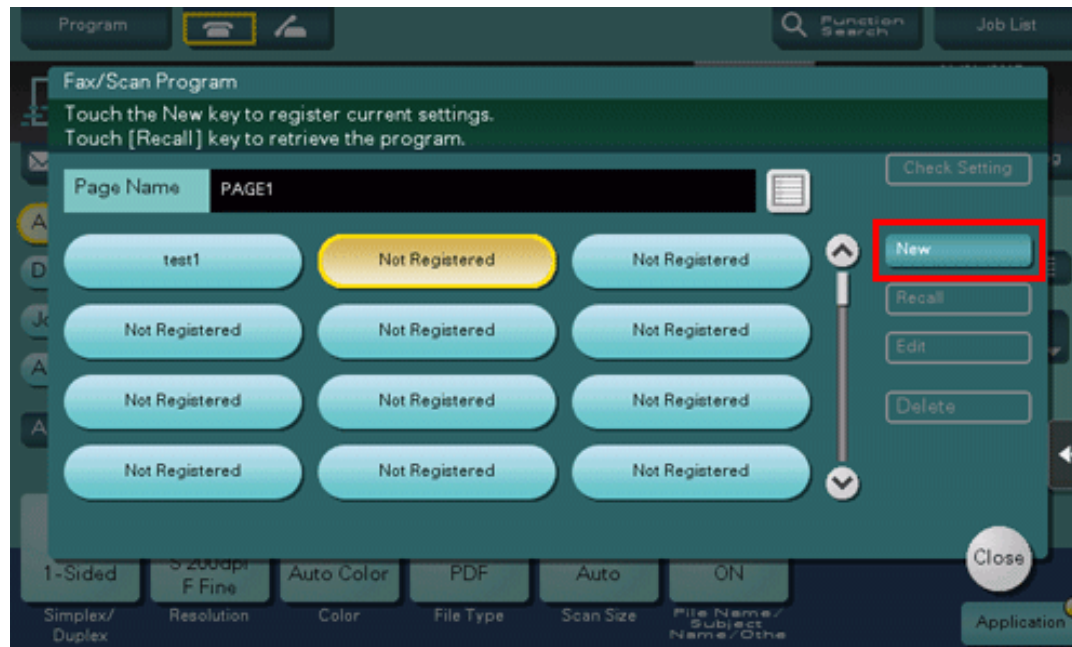 Program
Function Search
Job List
Fax/Scan Program
Touch the New key to register current settings.
Touch [Recall] key to retrieve the program.
Page Name PAGE1
Check Setting
test1 Not Registered Not Registered
New
Not Registered Not Registered Not Registered
Recall
Edit
Not Registered Not Registered Not Registered
Delete
Not Registered Not Registered Not Registered
Close
1-Sided
S 200dpi
F Fine
Auto Color
PDF
Auto
ON
Simplex/
Duplex
Resolution
Color
File Type
Scan Size
File Name/
Subject
Name/Othe
Application